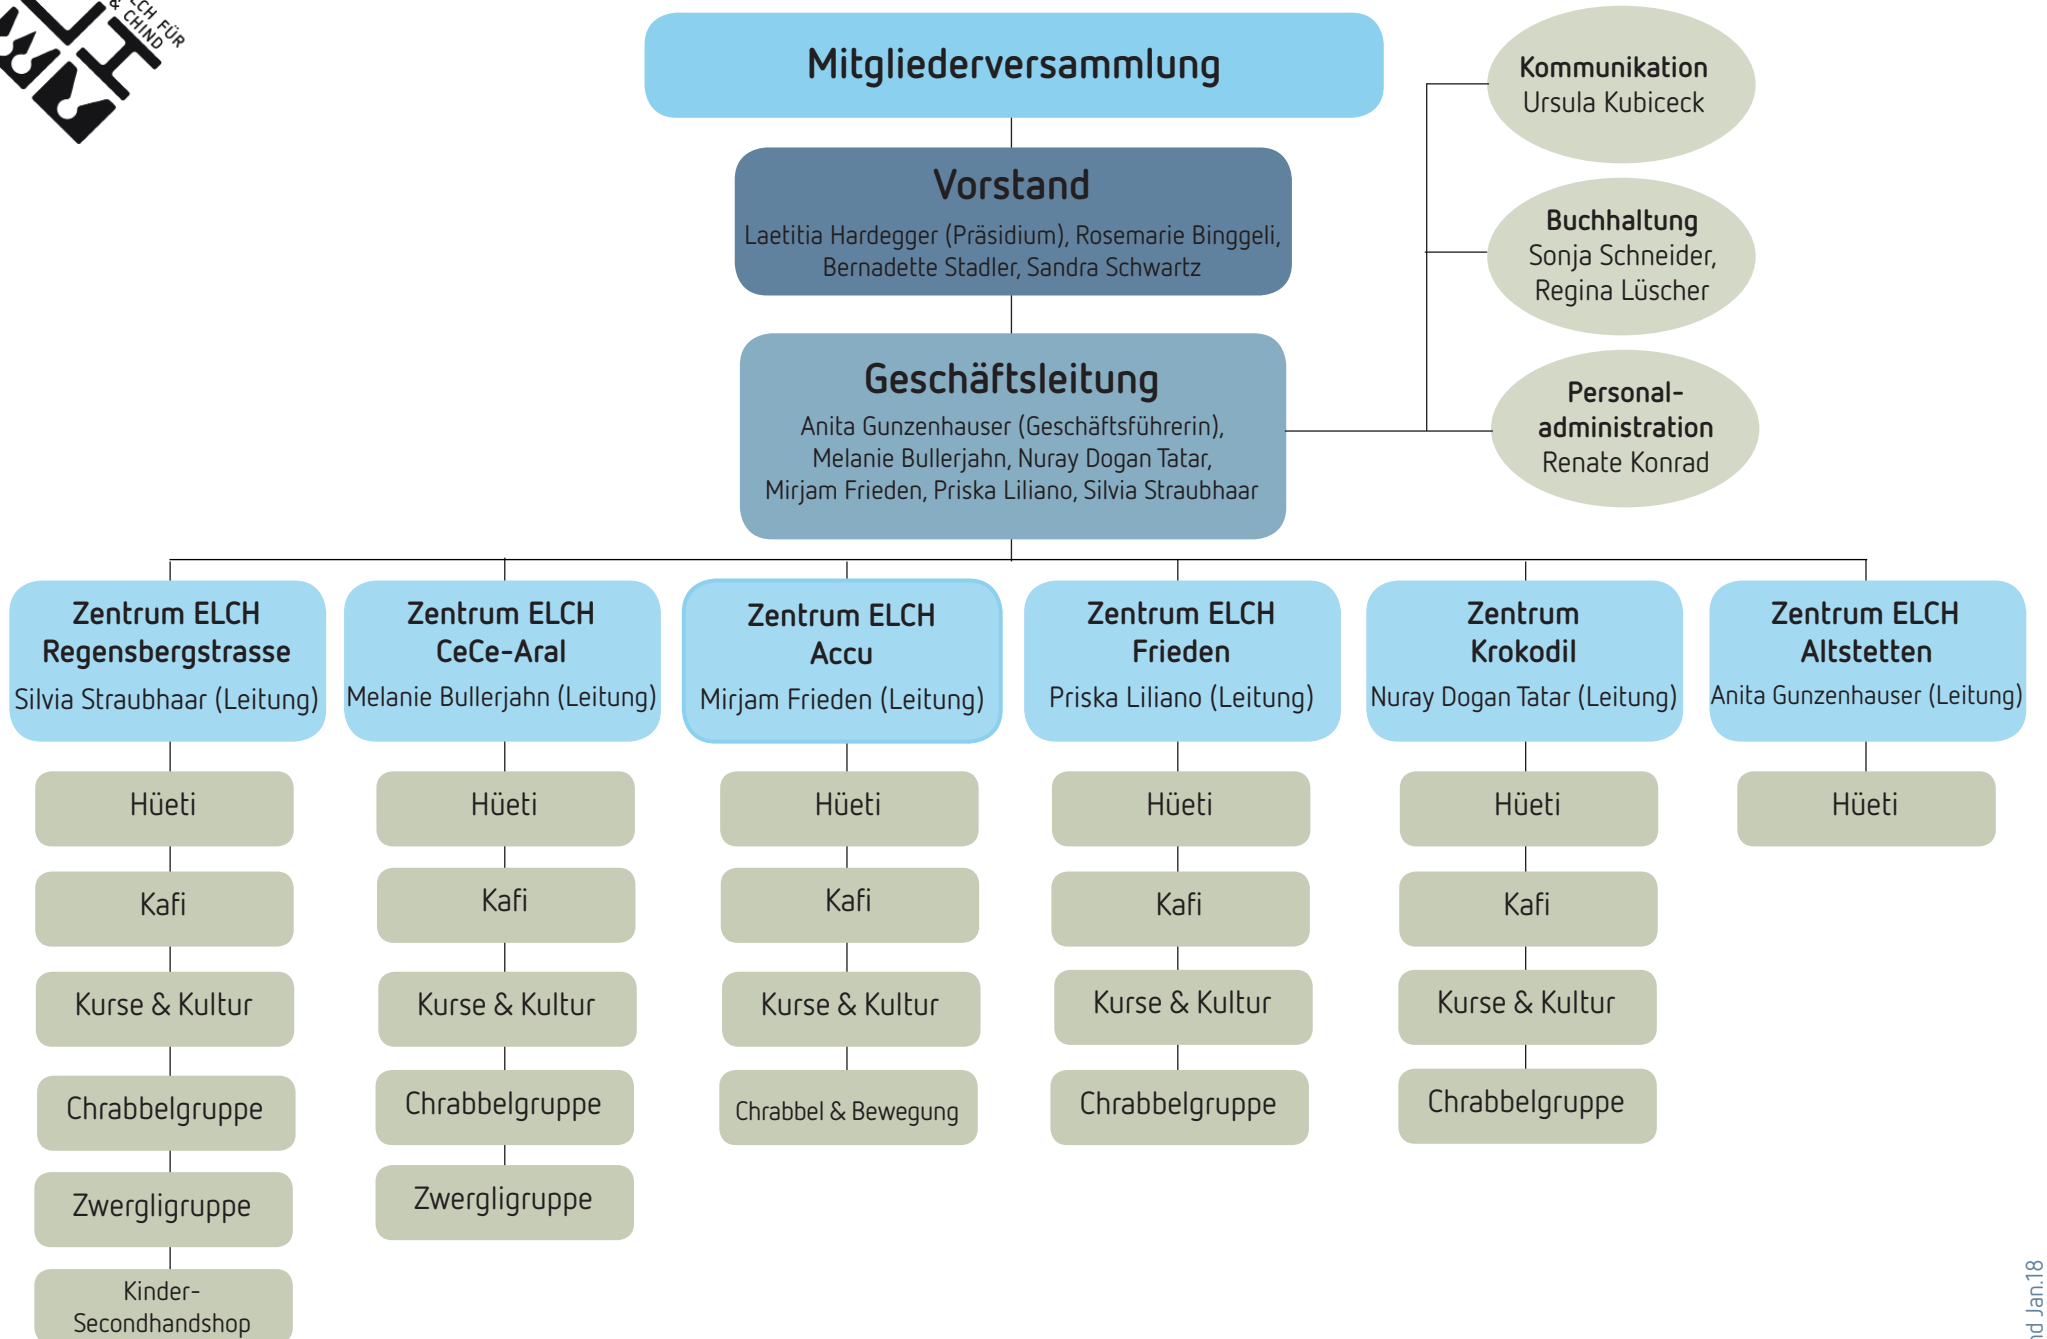 & CHIND
Mitgliederversammlung
Kommunikation
Ursula Kubiceck
Vorstand
Laetitia Hardegger (Präsidium), Rosemarie Binggeli,
Bernadette Stadler, Sandra Schwartz
Buchhaltung
Sonja Schneider,
Regina Lüscher
Geschäftsleitung
Anita Gunzenhauser (Geschäftsführerin),
Melanie Bullerjahn, Nuray Dogan Tatar,
Mirjam Frieden, Priska Liliano, Silvia Straubhaar
Personal-
administration
Renate Konrad
Zentrum ELCH
Regensbergstrasse
Silvia Straubhaar (Leitung)
Hüeti
Kafi
Kurse & Kultur
Chrabbelgruppe
Zwergligruppe
Kinder-
Secondhandshop
Zentrum ELCH
CeCe-Aral
Melanie Bullerjahn (Leitung)
Hüeti
Kafi
Kurse & Kultur
Chrabbelgruppe
Zwergligruppe
Zentrum ELCH
Accu
Mirjam Frieden (Leitung)
Hüeti
Kafi
Kurse & Kultur
Chrabbel & Bewegung
Zentrum ELCH
Frieden
Priska Liliano (Leitung)
Hüeti
Kafi
Kurse & Kultur
Chrabbelgruppe
Zentrum
Krokodil
Nuray Dogan Tatar (Leitung)
Hüeti
Kafi
Kurse & Kultur
Chrabbelgruppe
Zentrum ELCH
Altstetten
Anita Gunzenhauser (Leitung)
Hüeti
Jan.18